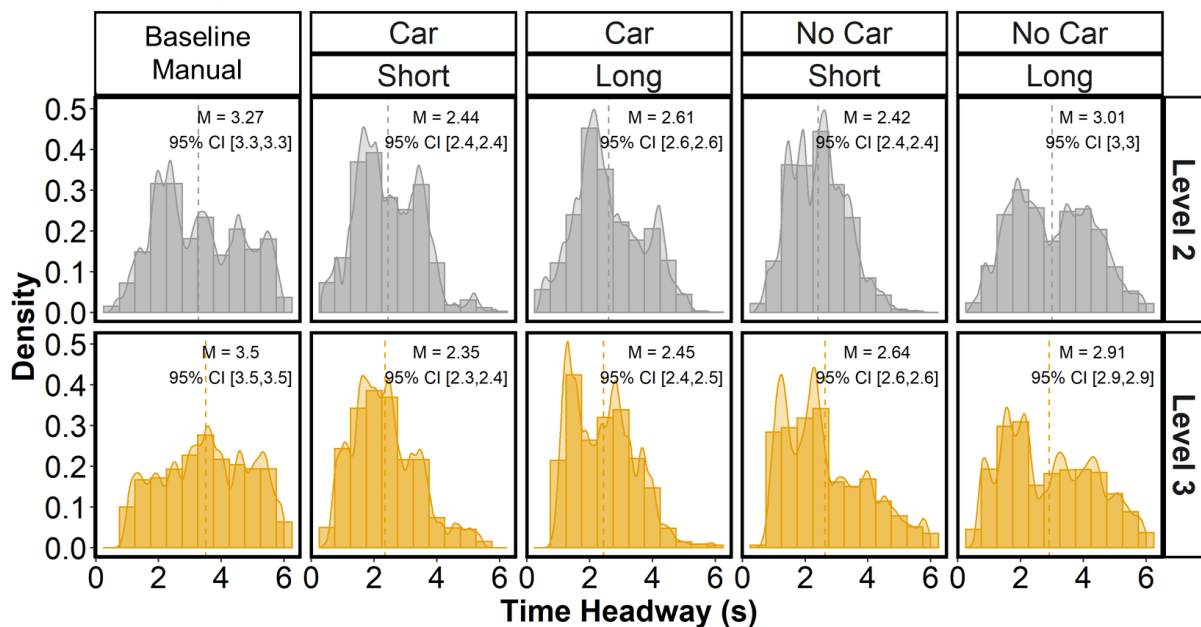 Baseline
Manual
Car
Car
No Car
No Car
Short
Long
Short
Long
M = 3.27
95% CI [3.3,3.3]
M = 2.44
95% CI [2.4,2.4]
M = 2.61
95% CI [2.6,2.6]
M = 2.42
95% CI [2.4,2.4]
M = 3.01
95% CI [3,3]
Level 2
0.5
0.4
0.3
0.2
0.1
0.0
Density
M = 3.5
95% CI [3.5,3.5]
M = 2.35
95% CI [2.3,2.4]
M = 2.45
95% CI [2.4,2.5]
M = 2.64
95% CI [2.6,2.6]
M = 2.91
95% CI [2.9,2.9]
Level 3
0.5
0.4
0.3
0.2
0.1
0.0
0 2 4 6 0 2 4 6 0 2 4 6 0 2 4 6 0 2 4 6
Time Headway (s)